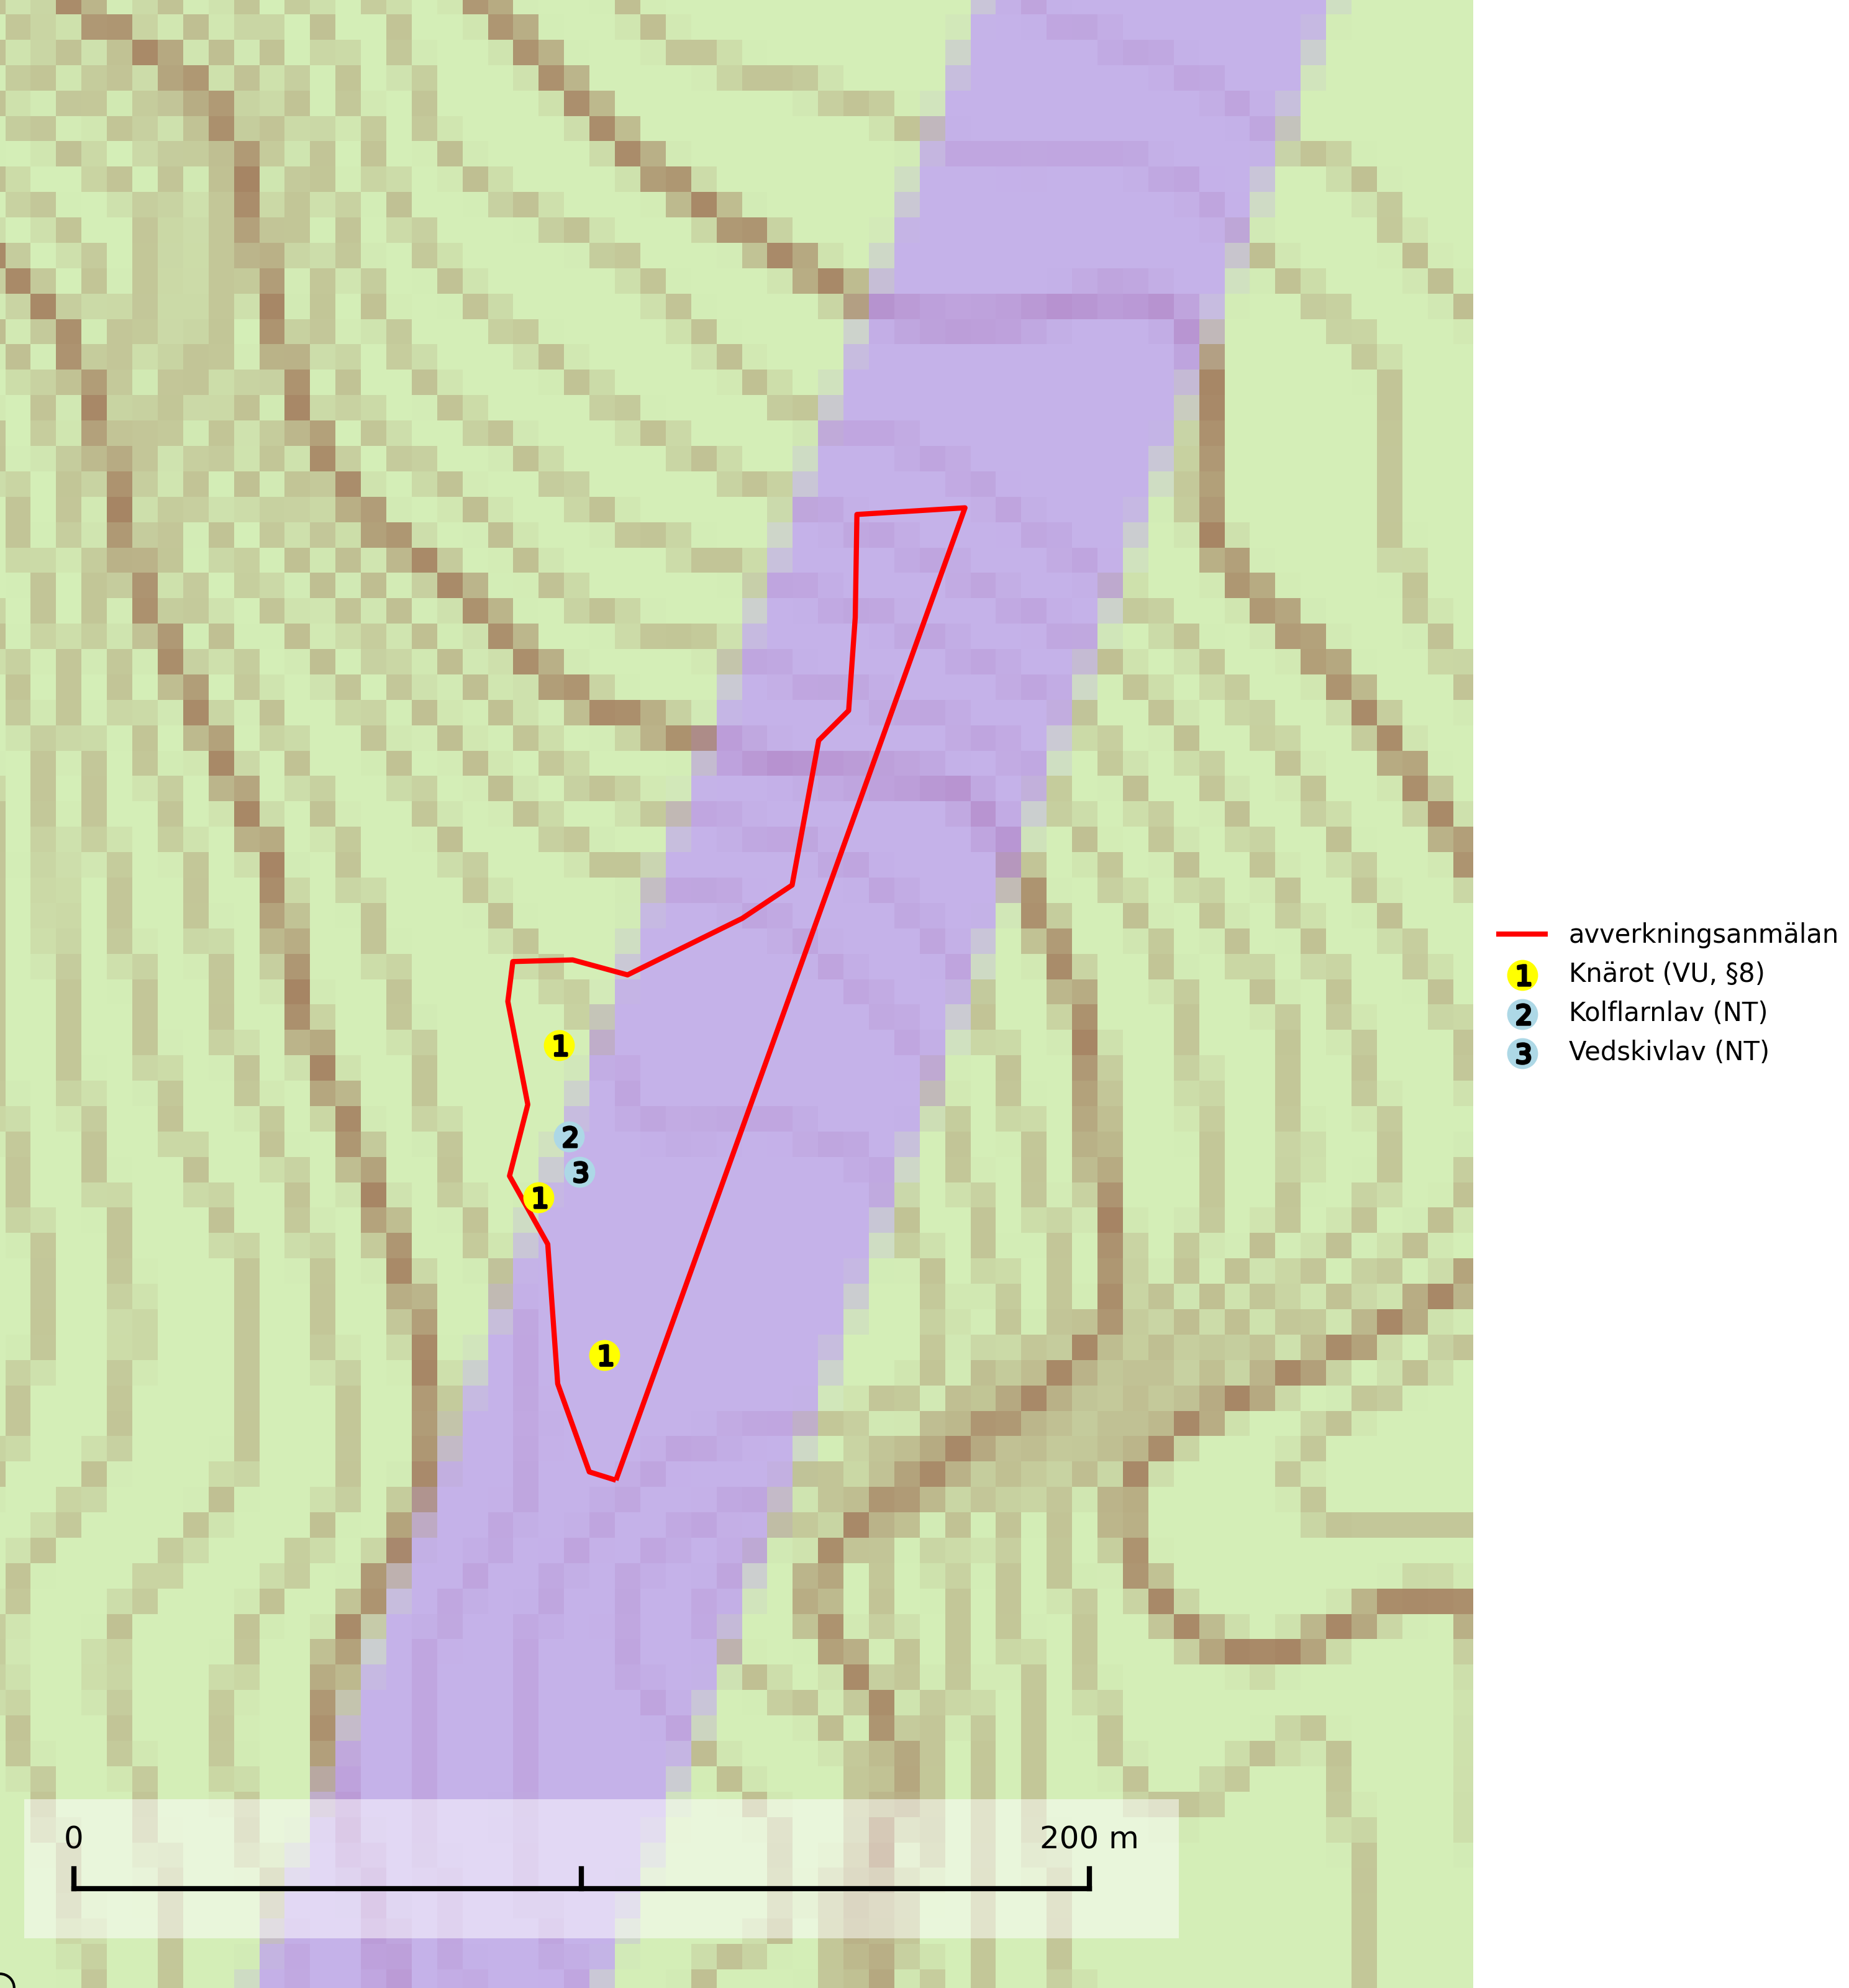 avverkningsanmälan
1 Knärot (VU, §8)
2 Kolflarnlav (NT)
3 Vedskivlav (NT)
1
2
3
1
1
0 200 m